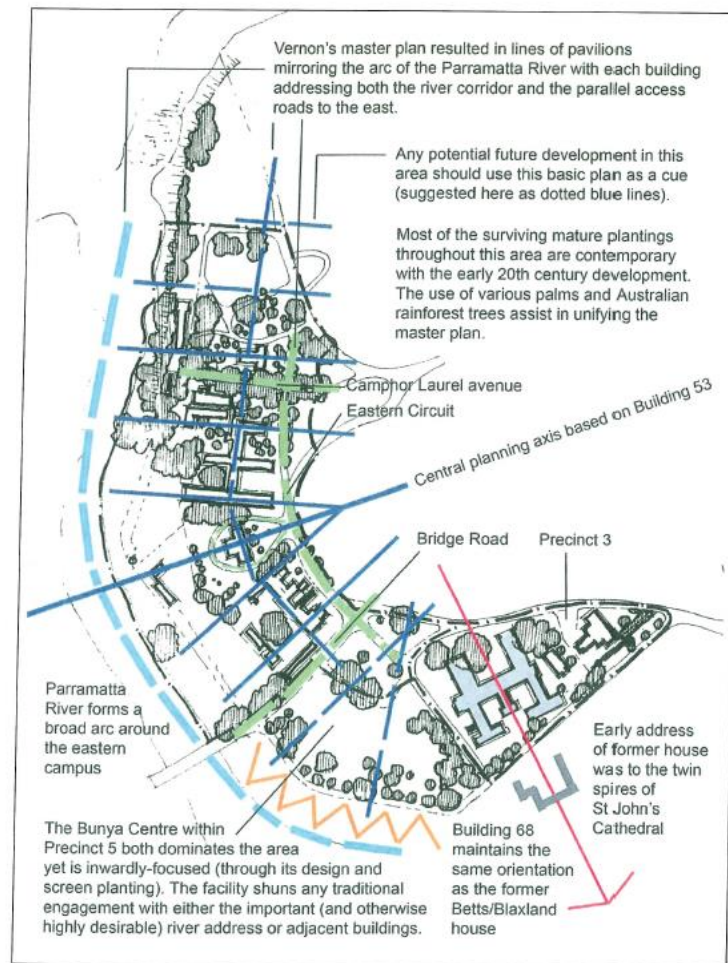 Vernon's master plan resulted in lines of pavilions
mirroring the arc of the Parramatta River with each building
addressing both the river corridor and the parallel access
roads to the east.
Any potential future development in this
area should use this basic plan as a cue
(suggested here as dotted blue lines).
Most of the surviving mature plantings
throughout this area are contemporary
with the early 20th century development.
The use of various palms and Australian
rainforest trees assist in unifying the
master plan.
Camphor Laurel avenue
Eastern Circuit
Central planning axis based on Building 53
Bridge Road
Precinct 3
Parramatta
River forms a
broad arc around
the eastern
campus
Early address
of former house
was to the twin
spires of
St John's
Cathedral
The Bunya Centre within
Precinct 5 both dominates the area
yet is inwardly-focused (through its design and
screen planting). The facility shuns any traditional
engagement with either the important (and otherwise
highly desirable) river address or adjacent buildings.
Building 68
maintains the
same orientation
as the former
Betts/Blaxland
house